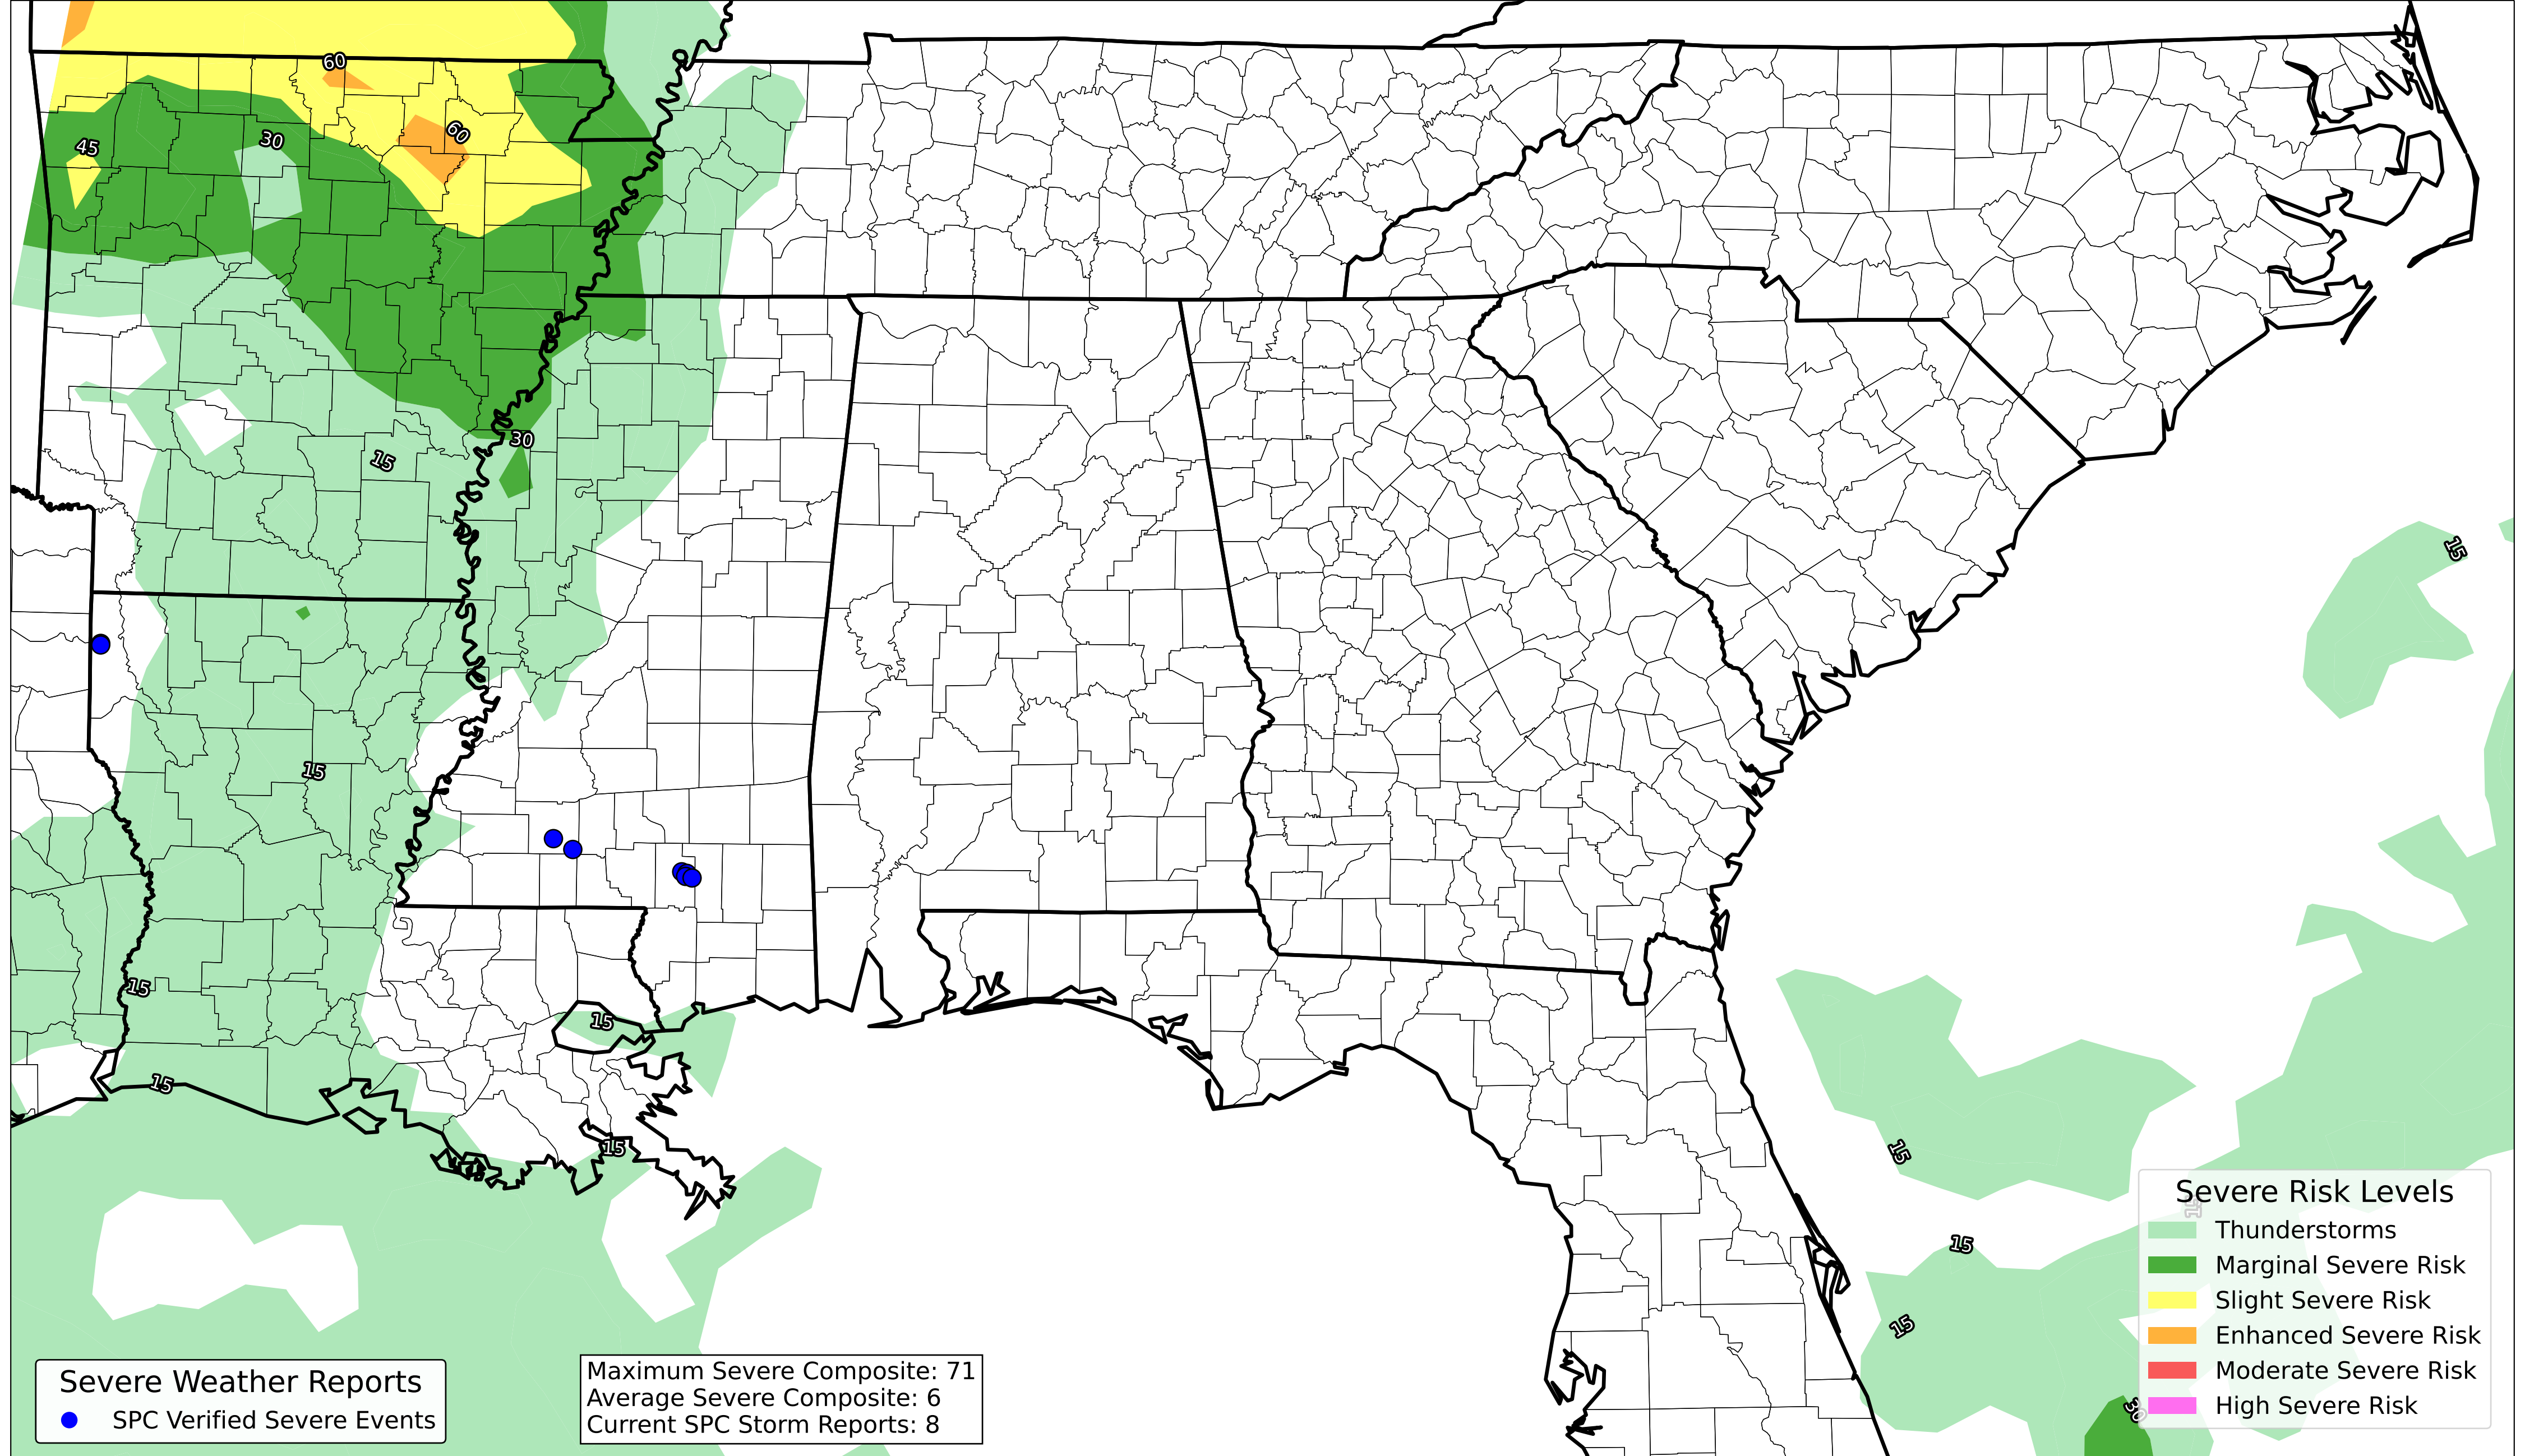 60
60
45
30
30
15
15
15
15
15
15
15
15
15
15
15
30
Severe Risk Levels
Thunderstorms
Marginal Severe Risk
Slight Severe Risk
Enhanced Severe Risk
Moderate Severe Risk
High Severe Risk
Severe Weather Reports
SPC Verified Severe Events
Maximum Severe Composite: 71
Average Severe Composite: 6
Current SPC Storm Reports: 8